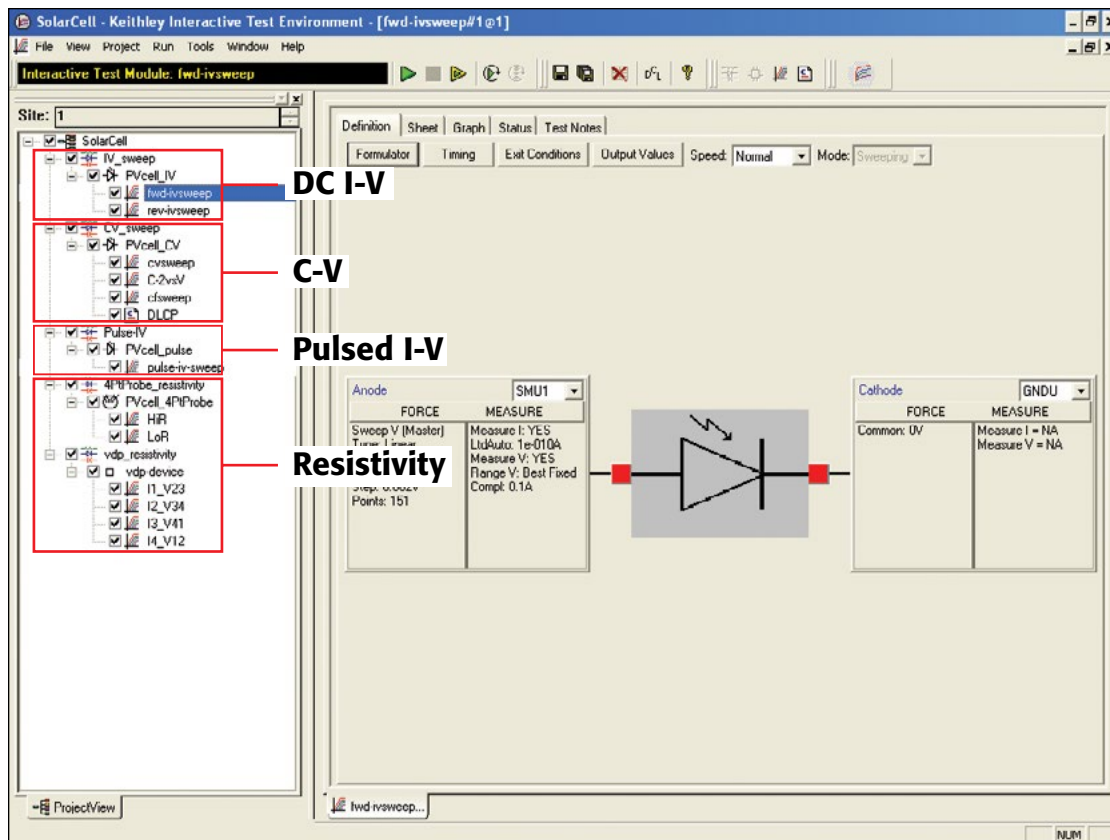 SolarCell - Keithley Interactive Test Environment - [fwd-ivsweep#1@1]
File View Project Run Tools Window Help
Interactive Test Module: fwd-ivsweep
Site: 1
SolarCell
IV_sweep
PVcell_IV
fwd-ivsweep
rev-ivsweep
DC I-V
CV_sweep
PVcell_CV
cvsweep
C-2vsV
cfsweep
DLCP
C-V
Pulse-IV
PVcell_pulse
pulse-iv-sweep
Pulsed I-V
4PtProbe_resistivity
PVcell_4PtProbe
HiR
LoR
vdp_resistivity
vdp-device
I1_V23
I2_V34
I3_V41
I4_V12
Resistivity
ProjectView
Definition Sheet Graph Status Test Notes
Formulator Timing Exit Conditions Output Values Speed: Normal Mode: Sweeping
Anode SMU1
FORCE MEASURE
Sweep V (Master)
Points: 151
Measure I: YES
LtdAuto: 1e-010A
Measure V: YES
Range V: Best Fixed
Compl: 0.1A
Cathode GNDU
FORCE MEASURE
Common: 0V
Measure I = NA
Measure V = NA
fwd-ivsweep...
NUM